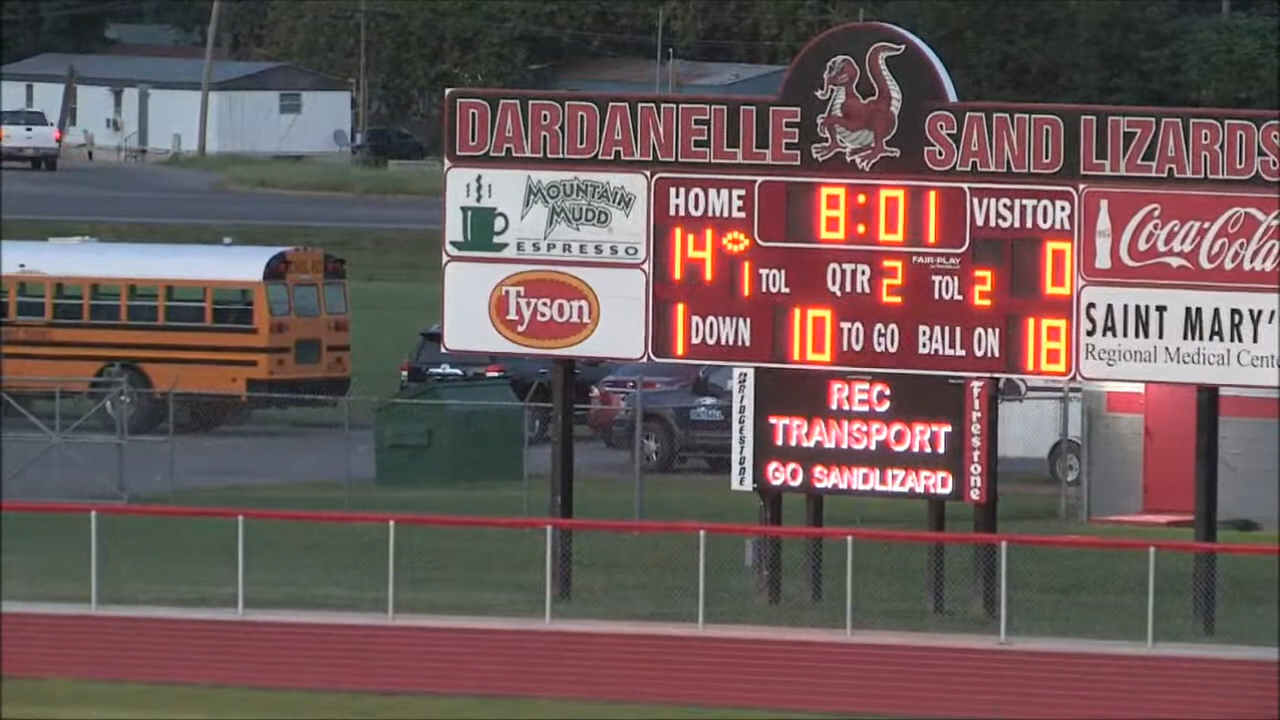 DARDANELLE SAND LIZARDS
MOUNTAIN
MUDD
ESPRESSO
Tyson
HOME 8:01 VISITOR
14 1 TOL QTR 2 FAIR-PLAY TOL 2 0
1 DOWN 10 TO GO BALL ON 18
Coca-Cola
SAINT MARY'
Regional Medical Cente
BRIDGESTONE
REC
TRANSPORT
GO SANDLIZARD
Firestone